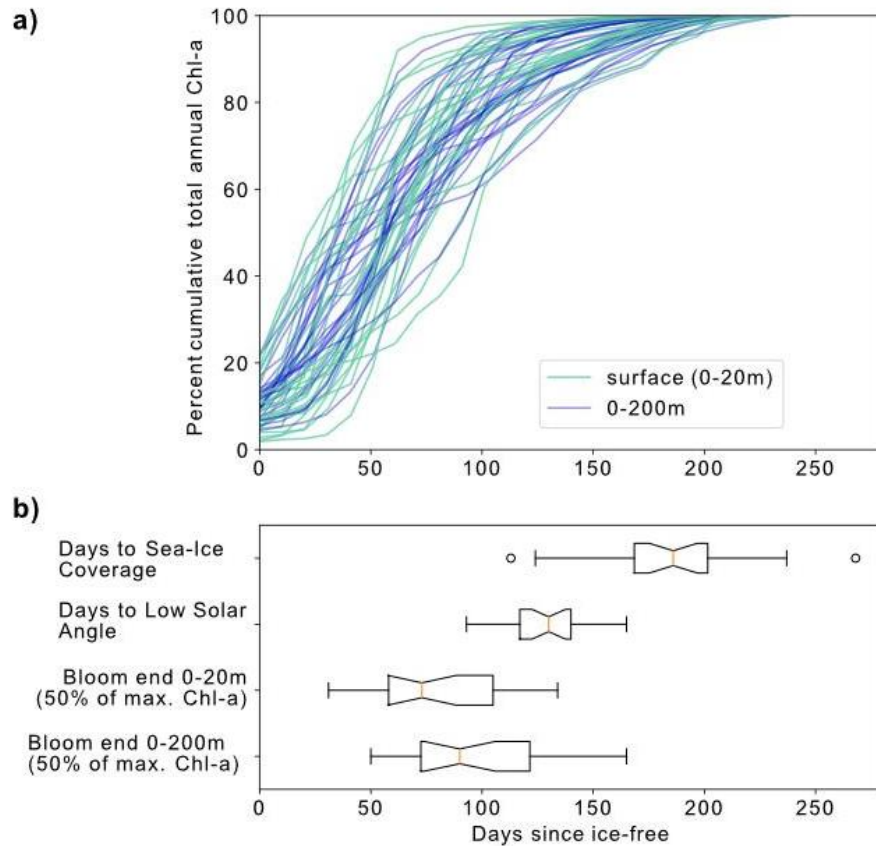 a)
100
80
60
40
20
0
Percent cumulative total annual Chl-a
surface (0-20m)
0-200m
0 50 100 150 200 250
b)
Days to Sea-Ice
Coverage
Days to Low Solar
Angle
Bloom end 0-20m
(50% of max. Chl-a)
Bloom end 0-200m
(50% of max. Chl-a)
0 50 100 150 200 250
Days since ice-free